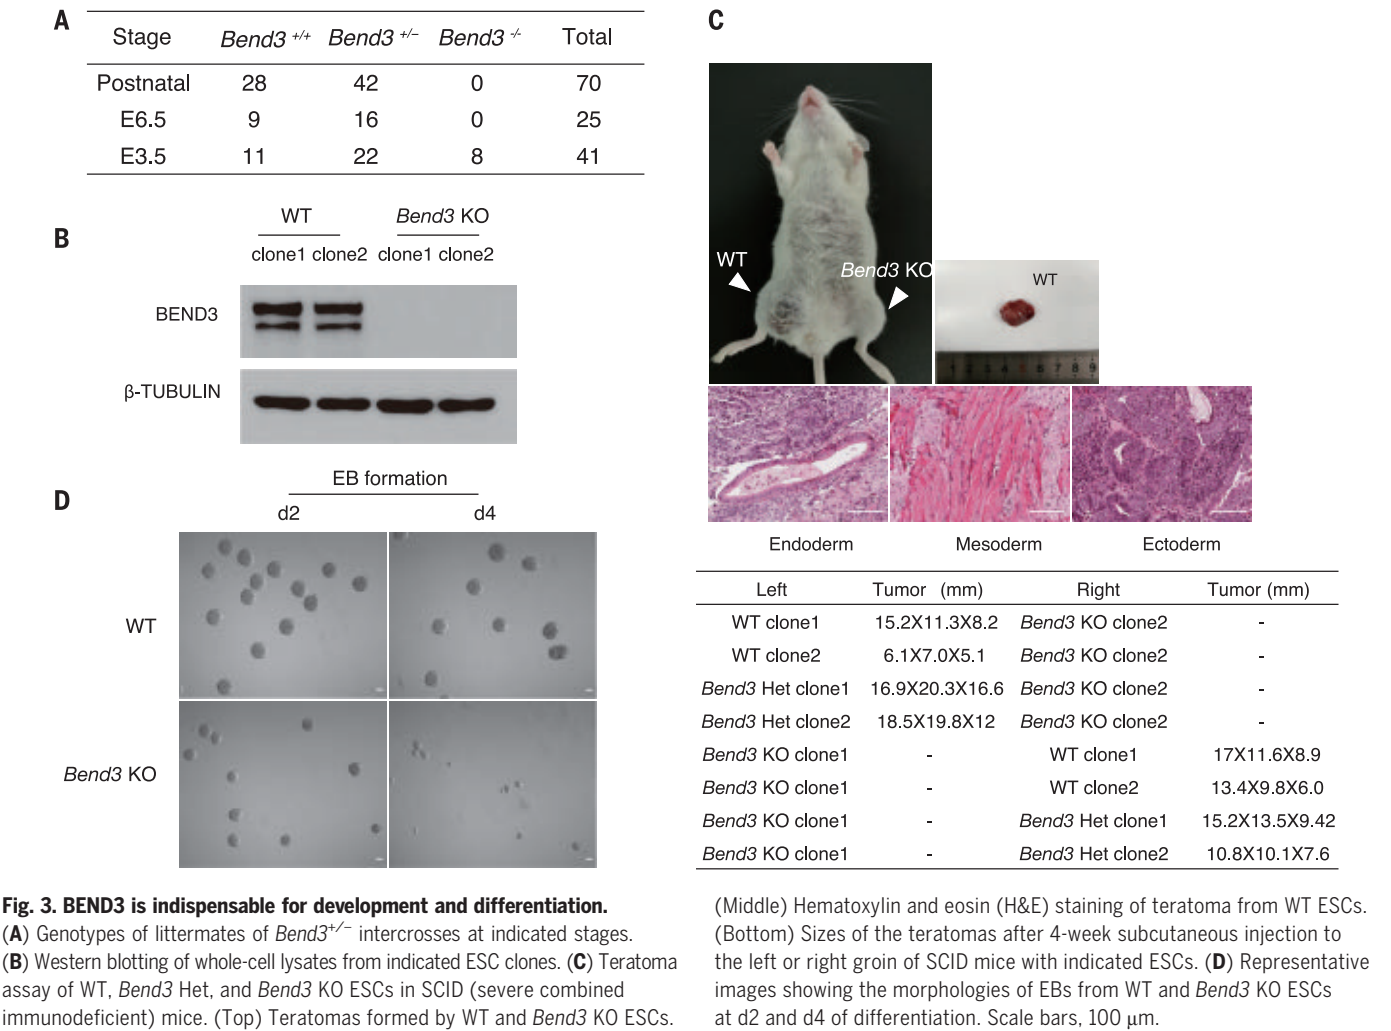 A
Stage Bend3 +/+ Bend3 +/− Bend3 -/- Total
Postnatal 28 42 0 70
E6.5 9 16 0 25
E3.5 11 22 8 41
B
WT Bend3 KO
clone1 clone2 clone1 clone2
BEND3
β-TUBULIN
D
EB formation
d2 d4
WT
Bend3 KO
C
WT
Bend3 KO
WT
1 2 3 4 5 6 7 8 9
Endoderm Mesoderm Ectoderm
Left Tumor (mm) Right Tumor (mm)
WT clone1 15.2X11.3X8.2 Bend3 KO clone2 -
WT clone2 6.1X7.0X5.1 Bend3 KO clone2 -
Bend3 Het clone1 16.9X20.3X16.6 Bend3 KO clone2 -
Bend3 Het clone2 18.5X19.8X12 Bend3 KO clone2 -
Bend3 KO clone1 - WT clone1 17X11.6X8.9
Bend3 KO clone1 - WT clone2 13.4X9.8X6.0
Bend3 KO clone1 - Bend3 Het clone1 15.2X13.5X9.42
Bend3 KO clone1 - Bend3 Het clone2 10.8X10.1X7.6
Fig. 3. BEND3 is indispensable for development and differentiation.
(A) Genotypes of littermates of Bend3+/− intercrosses at indicated stages.
(B) Western blotting of whole-cell lysates from indicated ESC clones. (C) Teratoma
assay of WT, Bend3 Het, and Bend3 KO ESCs in SCID (severe combined
immunodeficient) mice. (Top) Teratomas formed by WT and Bend3 KO ESCs.
(Middle) Hematoxylin and eosin (H&E) staining of teratoma from WT ESCs.
(Bottom) Sizes of the teratomas after 4-week subcutaneous injection to
the left or right groin of SCID mice with indicated ESCs. (D) Representative
images showing the morphologies of EBs from WT and Bend3 KO ESCs
at d2 and d4 of differentiation. Scale bars, 100 μm.